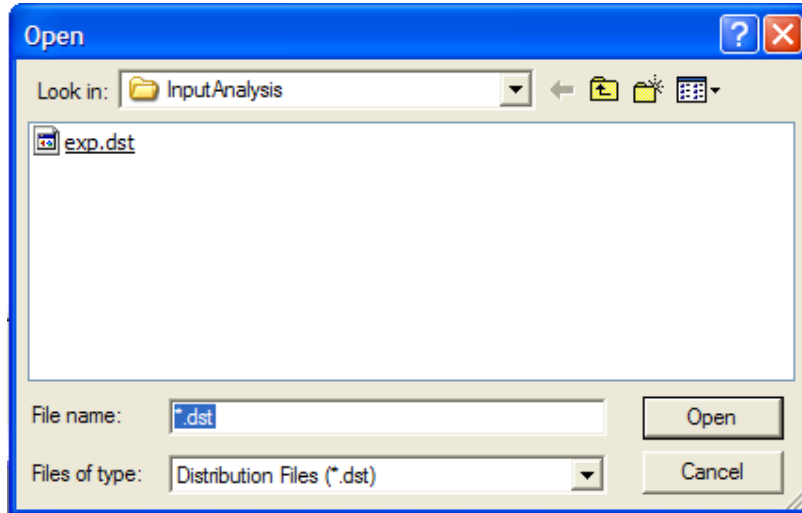 Open
Look in: InputAnalysis
exp.dst
File name: *.dst Open
Files of type: Distribution Files (*.dst) Cancel